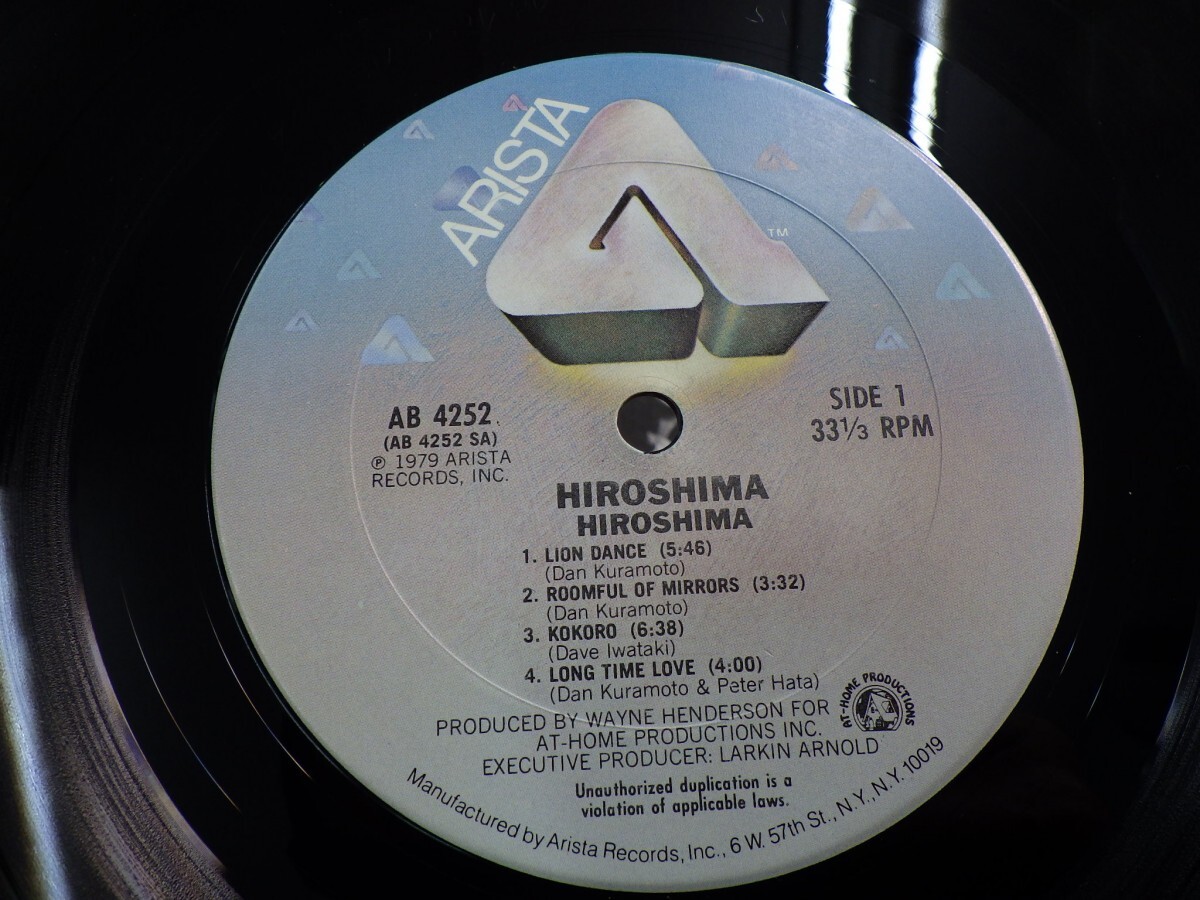 ARISTA
TM
AB 4252
(AB 4252 SA)
℗ 1979 ARISTA
RECORDS, INC.
SIDE 1
33⅓ RPM
HIROSHIMA
HIROSHIMA
1. LION DANCE (5:46)
(Dan Kuramoto)
2. ROOMFUL OF MIRRORS (3:32)
(Dan Kuramoto)
3. KOKORO (6:38)
(Dave Iwataki)
4. LONG TIME LOVE (4:00)
(Dan Kuramoto & Peter Hata)
PRODUCED BY WAYNE HENDERSON FOR
AT-HOME PRODUCTIONS INC.
EXECUTIVE PRODUCER: LARKIN ARNOLD
AT-HOME PRODUCTIONS
Unauthorized duplication is a
violation of applicable laws.
Manufactured by Arista Records, Inc., 6 W. 57th St., N.Y., N.Y. 10019